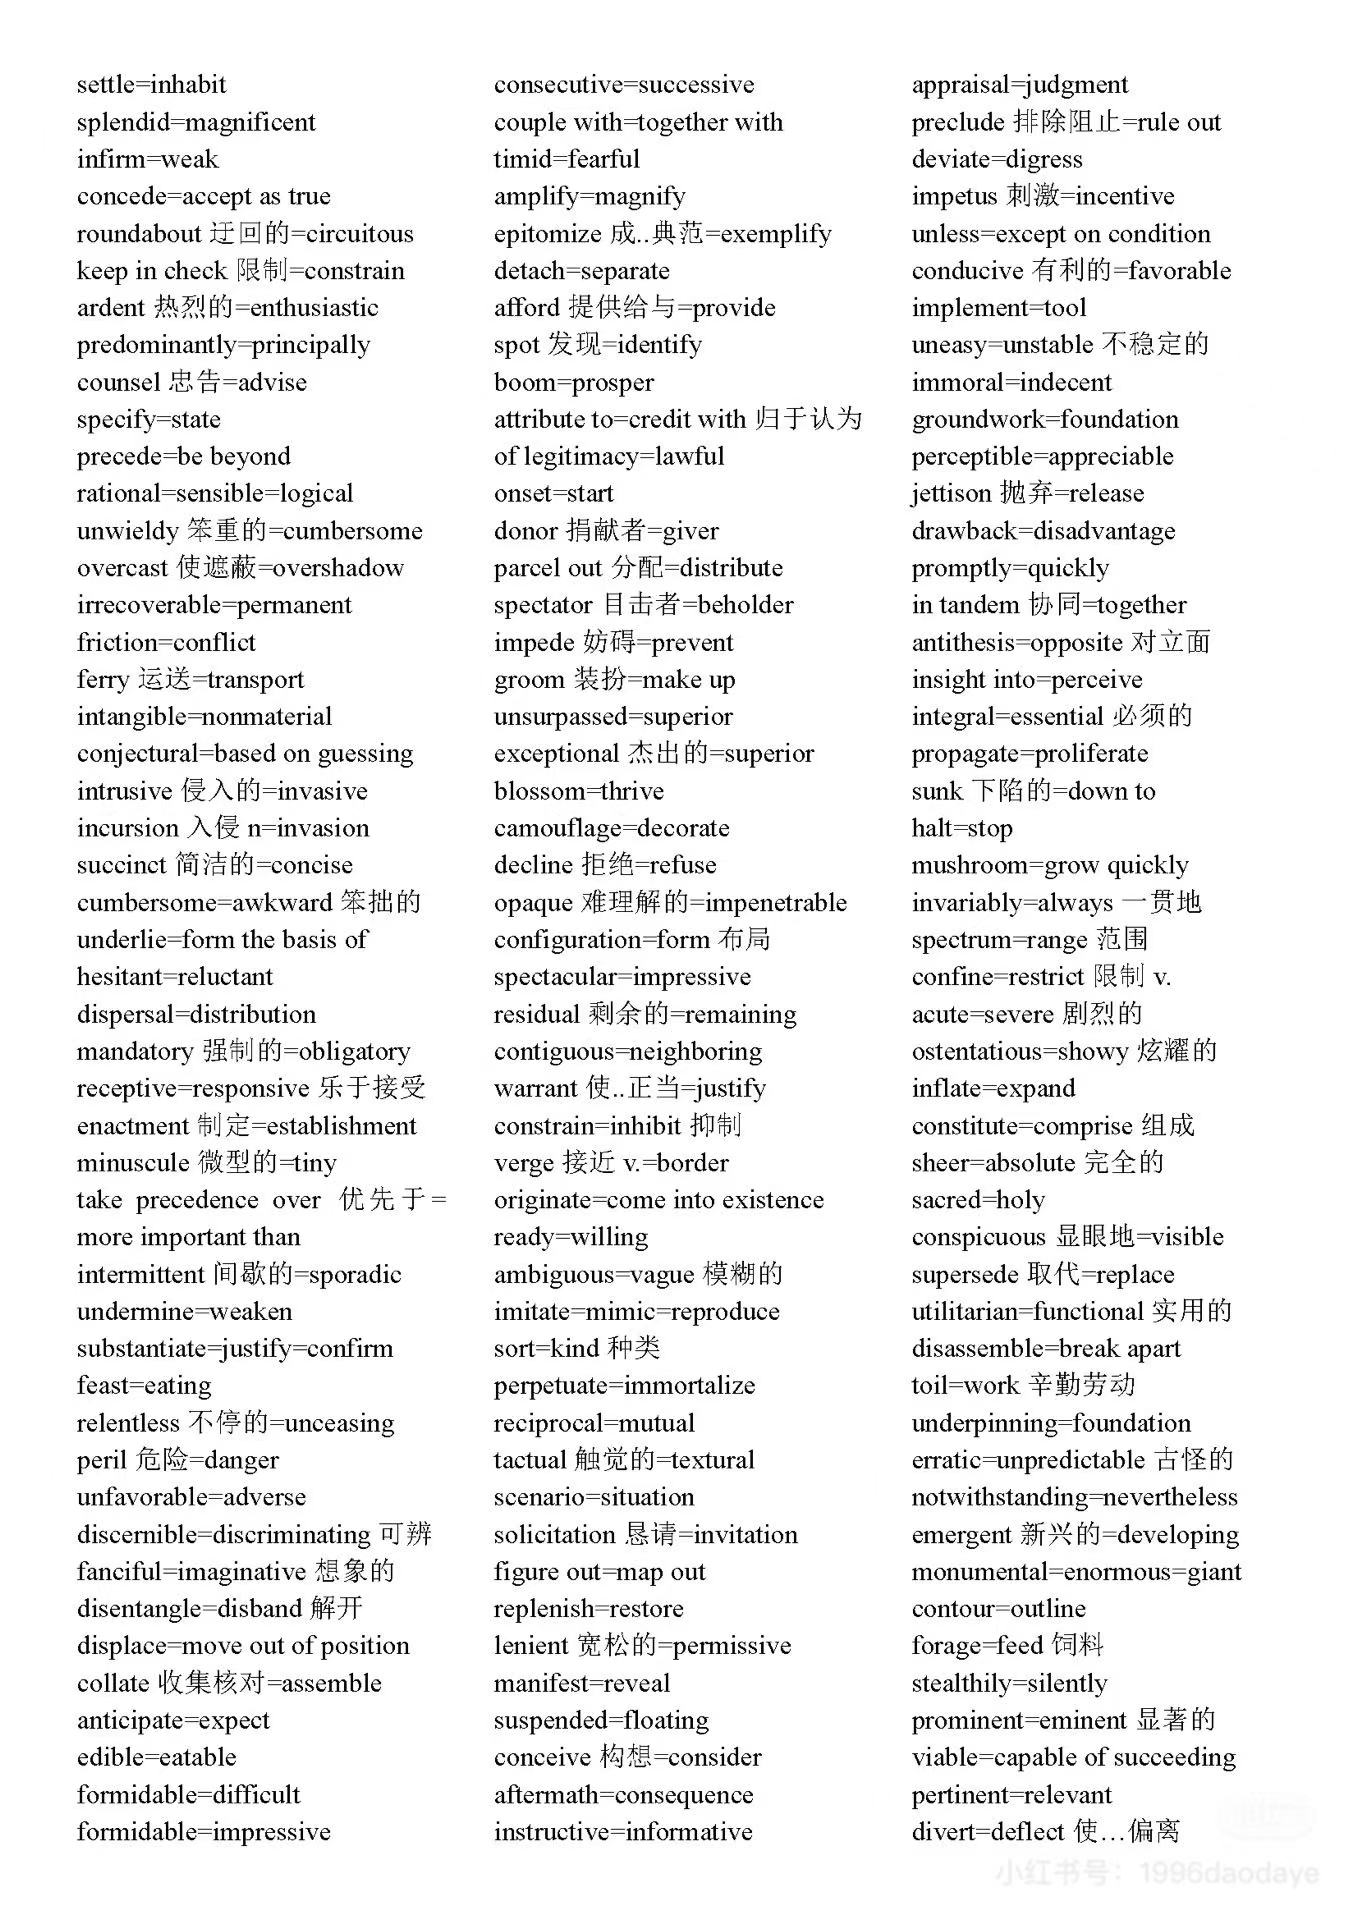 settle=inhabit
splendid=magnificent
infirm=weak
concede=accept as true
roundabout 迂回的=circuitous
keep in check 限制=constrain
ardent 热烈的=enthusiastic
predominantly=principally
counsel 忠告=advise
specify=state
precede=be beyond
rational=sensible=logical
unwieldy 笨重的=cumbersome
overcast 使遮蔽=overshadow
irrecoverable=permanent
friction=conflict
ferry 运送=transport
intangible=nonmaterial
conjectural=based on guessing
intrusive 侵入的=invasive
incursion 入侵 n=invasion
succinct 简洁的=concise
cumbersome=awkward 笨拙的
underlie=form the basis of
hesitant=reluctant
dispersal=distribution
mandatory 强制的=obligatory
receptive=responsive 乐于接受
enactment 制定=establishment
minuscule 微型的=tiny
take precedence over 优先于=
more important than
intermittent 间歇的=sporadic
undermine=weaken
substantiate=justify=confirm
feast=eating
relentless 不停的=unceasing
peril 危险=danger
unfavorable=adverse
discernible=discriminating 可辨
fanciful=imaginative 想象的
disentangle=disband 解开
displace=move out of position
collate 收集核对=assemble
anticipate=expect
edible=eatable
formidable=difficult
formidable=impressive
consecutive=successive
couple with=together with
timid=fearful
amplify=magnify
epitomize 成..典范=exemplify
detach=separate
afford 提供给与=provide
spot 发现=identify
boom=prosper
attribute to=credit with 归于认为
of legitimacy=lawful
onset=start
donor 捐献者=giver
parcel out 分配=distribute
spectator 目击者=beholder
impede 妨碍=prevent
groom 装扮=make up
unsurpassed=superior
exceptional 杰出的=superior
blossom=thrive
camouflage=decorate
decline 拒绝=refuse
opaque 难理解的=impenetrable
configuration=form 布局
spectacular=impressive
residual 剩余的=remaining
contiguous=neighboring
warrant 使..正当=justify
constrain=inhibit 抑制
verge 接近 v.=border
originate=come into existence
ready=willing
ambiguous=vague 模糊的
imitate=mimic=reproduce
sort=kind 种类
perpetuate=immortalize
reciprocal=mutual
tactual 触觉的=textural
scenario=situation
solicitation 恳请=invitation
figure out=map out
replenish=restore
lenient 宽松的=permissive
manifest=reveal
suspended=floating
conceive 构想=consider
aftermath=consequence
instructive=informative
appraisal=judgment
preclude 排除阻止=rule out
deviate=digress
impetus 刺激=incentive
unless=except on condition
conducive 有利的=favorable
implement=tool
uneasy=unstable 不稳定的
immoral=indecent
groundwork=foundation
perceptible=appreciable
jettison 抛弃=release
drawback=disadvantage
promptly=quickly
in tandem 协同=together
antithesis=opposite 对立面
insight into=perceive
integral=essential 必须的
propagate=proliferate
sunk 下陷的=down to
halt=stop
mushroom=grow quickly
invariably=always 一贯地
spectrum=range 范围
confine=restrict 限制 v.
acute=severe 剧烈的
ostentatious=showy 炫耀的
inflate=expand
constitute=comprise 组成
sheer=absolute 完全的
sacred=holy
conspicuous 显眼地=visible
supersede 取代=replace
utilitarian=functional 实用的
disassemble=break apart
toil=work 辛勤劳动
underpinning=foundation
erratic=unpredictable 古怪的
notwithstanding=nevertheless
emergent 新兴的=developing
monumental=enormous=giant
contour=outline
forage=feed 饲料
stealthily=silently
prominent=eminent 显著的
viable=capable of succeeding
pertinent=relevant
divert=deflect 使…偏离
小红书号：1996daodaye